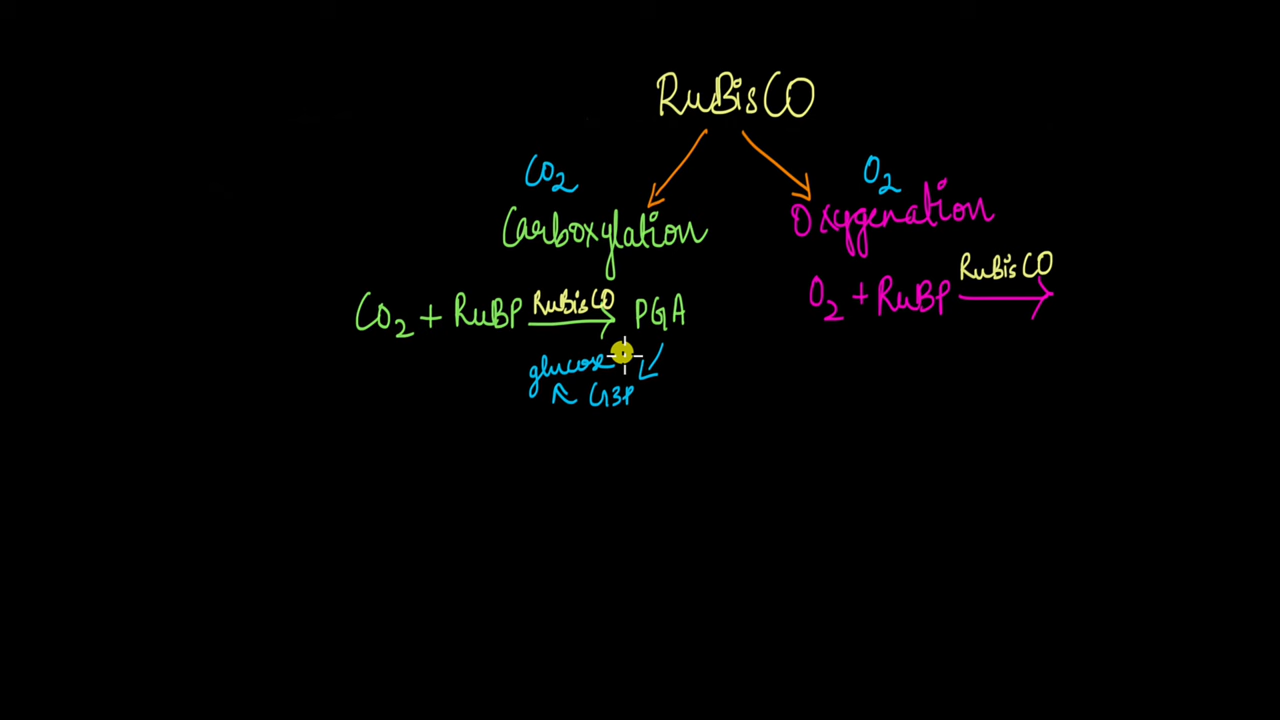 RuBisCO
CO2
Carboxylation
CO2 + RuBP RuBisCO → PGA
glucose
G3P
O2
Oxygenation
O2 + RuBP RuBisCO →